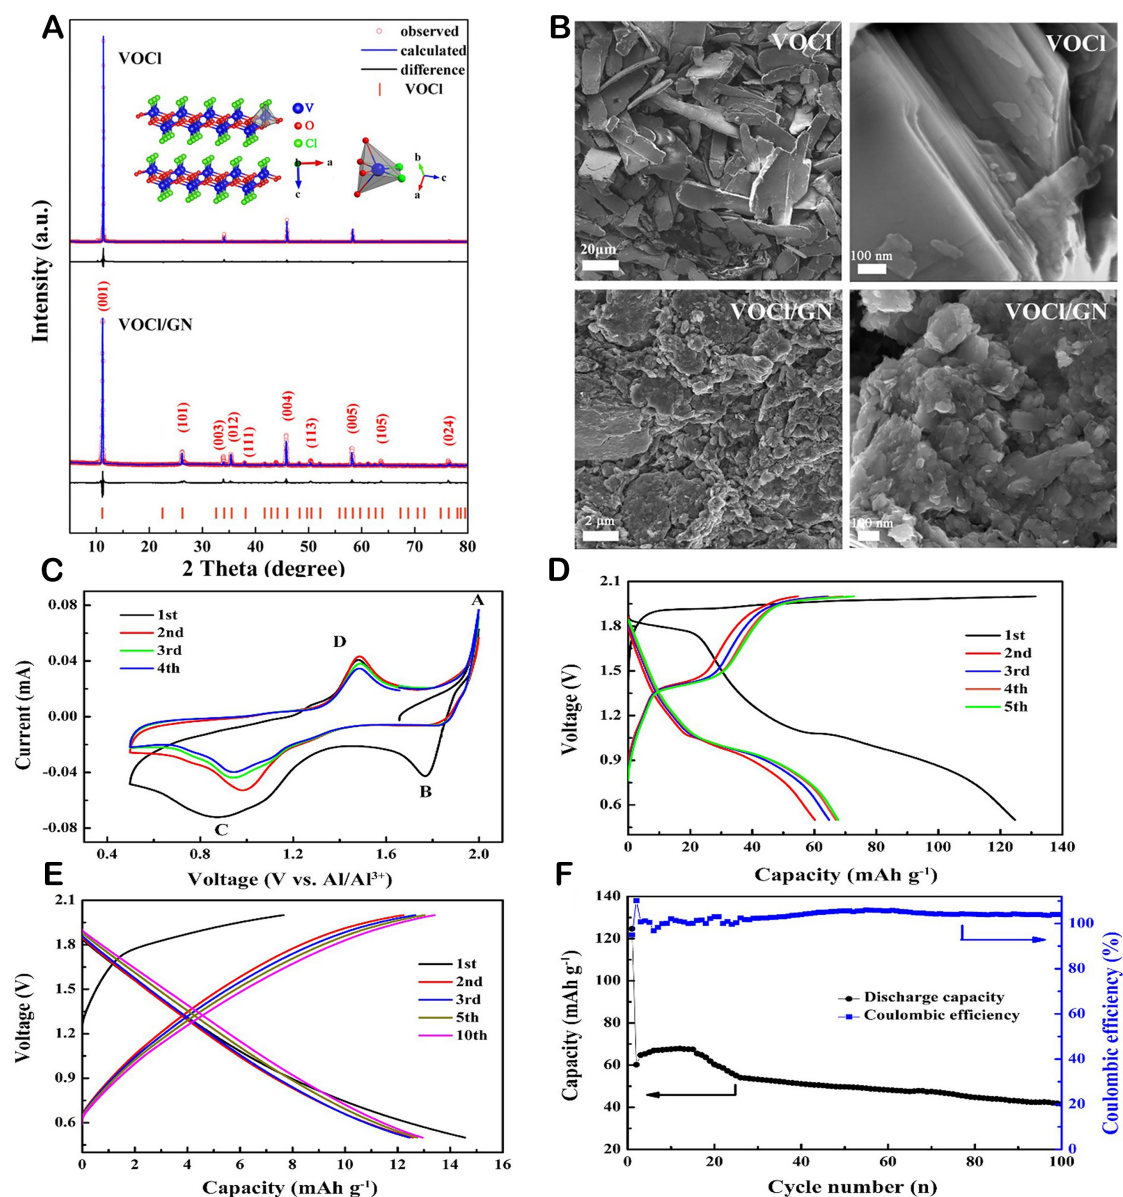 A
VOCl
observed
calculated
difference
VOCl
V
O
Cl
a
c
b
c
a
Intensity (a.u.)
(001)
VOCl/GN
(101)
(003)
(012)
(111)
(004)
(113)
(005)
(105)
(024)
10 20 30 40 50 60 70 80
2 Theta (degree)
B
VOCl
20μm
VOCl
100 nm
VOCl/GN
2 μm
VOCl/GN
100 nm
C
0.08
0.04
0.00
-0.04
-0.08
Current (mA)
1st
2nd
3rd
4th
A
D
B
C
0.4 0.8 1.2 1.6 2.0
Voltage (V vs. Al/Al³⁺)
D
2.1
1.8
1.5
1.2
0.9
0.6
Voltage (V)
1st
2nd
3rd
4th
5th
0 20 40 60 80 100 120 140
Capacity (mAh g⁻¹)
E
2.1
1.8
1.5
1.2
0.9
0.6
Voltage (V)
1st
2nd
3rd
5th
10th
0 2 4 6 8 10 12 14 16
Capacity (mAh g⁻¹)
F
140
120
100
80
60
40
20
Capacity (mAh g⁻¹)
Discharge capacity
Coulombic efficiency
100
80
60
40
20
0
Coulombic efficiency (%)
0 20 40 60 80 100
Cycle number (n)